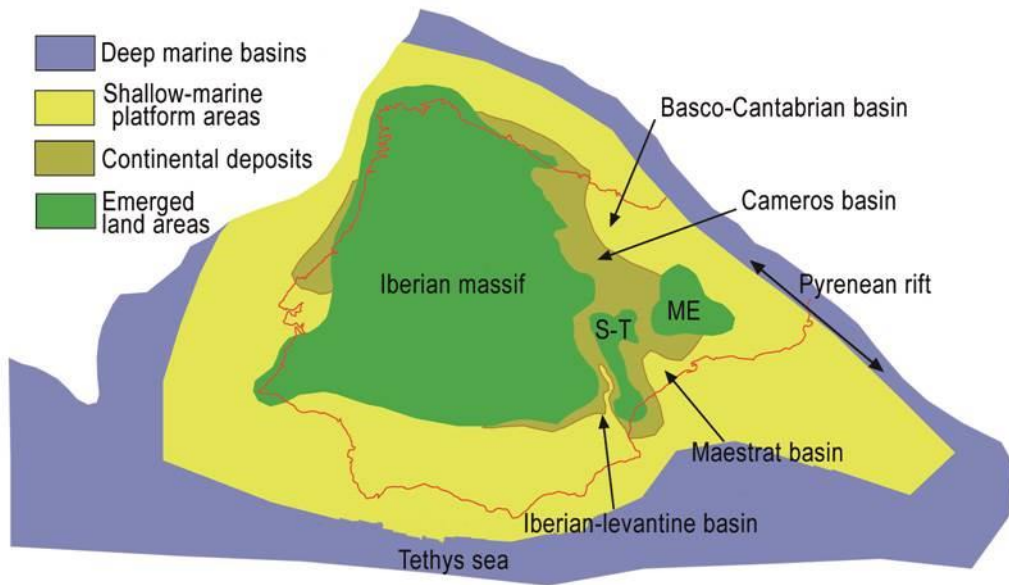 Deep marine basins
Shallow-marine
platform areas
Continental deposits
Emerged
land areas
Basco-Cantabrian basin
Cameros basin
Pyrenean rift
Iberian massif
ME
S-T
Maestrat basin
Iberian-levantine basin
Tethys sea